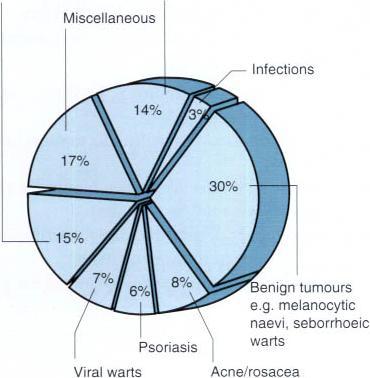 Miscellaneous
Infections
14%
3%
17%
30%
15%
7%
6%
8%
Benign tumours
e.g. melanocytic
naevi, seborrhoeic
warts
Psoriasis
Viral warts
Acne/rosacea